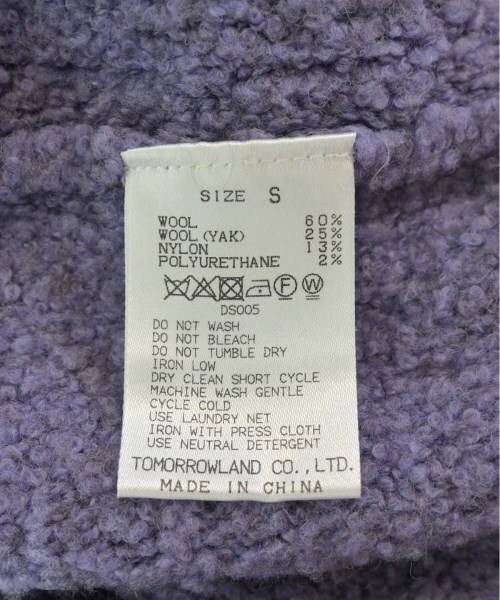 SIZE S
WOOL 60%
WOOL (YAK) 25%
NYLON 13%
POLYURETHANE 2%
F W
DS005
DO NOT WASH
DO NOT BLEACH
DO NOT TUMBLE DRY
IRON LOW
DRY CLEAN SHORT CYCLE
MACHINE WASH GENTLE
CYCLE COLD
USE LAUNDRY NET
IRON WITH PRESS CLOTH
USE NEUTRAL DETERGENT
TOMORROWLAND CO.,LTD.
MADE IN CHINA